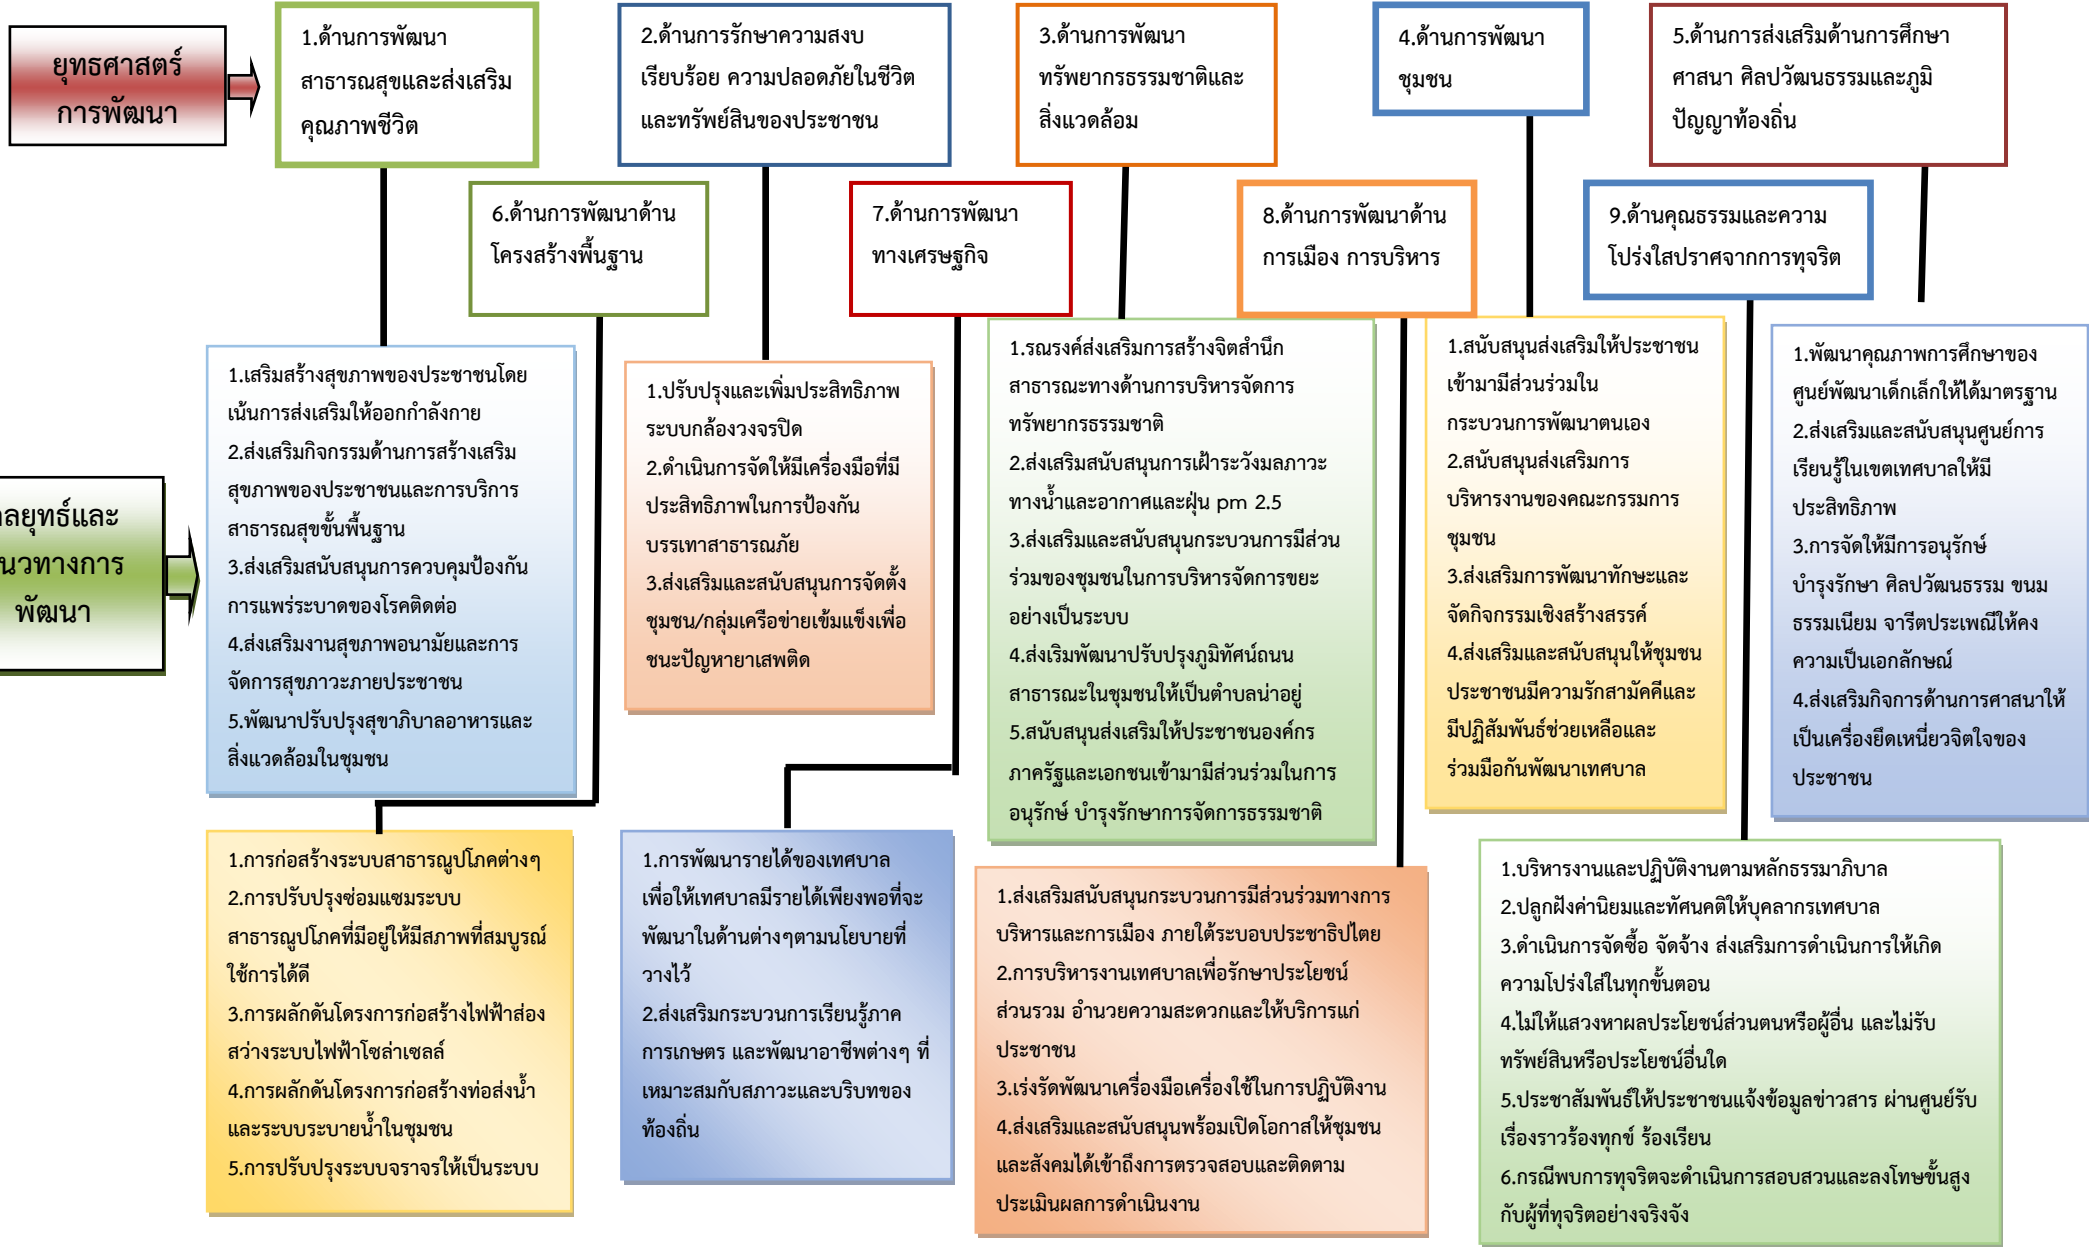 ยุทธศาสตร์
การพัฒนา
1.ด้านการพัฒนา
สาธารณสุขและส่งเสริม
คุณภาพชีวิต
2.ด้านการรักษาความสงบ
เรียบร้อย ความปลอดภัยในชีวิต
และทรัพย์สินของประชาชน
3.ด้านการพัฒนา
ทรัพยากรธรรมชาติและ
สิ่งแวดล้อม
4.ด้านการพัฒนา
ชุมชน
5.ด้านการส่งเสริมด้านการศึกษา
ศาสนา ศิลปวัฒนธรรมและภูมิ
ปัญญาท้องถิ่น
6.ด้านการพัฒนาด้าน
โครงสร้างพื้นฐาน
7.ด้านการพัฒนา
ทางเศรษฐกิจ
8.ด้านการพัฒนาด้าน
การเมือง การบริหาร
9.ด้านคุณธรรมและความ
โปร่งใสปราศจากการทุจริต
ลยุทธ์และ
นวทางการ
พัฒนา
1.เสริมสร้างสุขภาพของประชาชนโดย
เน้นการส่งเสริมให้ออกกำลังกาย
2.ส่งเสริมกิจกรรมด้านการสร้างเสริม
สุขภาพของประชาชนและการบริการ
สาธารณสุขขั้นพื้นฐาน
3.ส่งเสริมสนับสนุนการควบคุมป้องกัน
การแพร่ระบาดของโรคติดต่อ
4.ส่งเสริมงานสุขภาพอนามัยและการ
จัดการสุขภาวะภายประชาชน
5.พัฒนาปรับปรุงสุขาภิบาลอาหารและ
สิ่งแวดล้อมในชุมชน
1.ปรับปรุงและเพิ่มประสิทธิภาพ
ระบบกล้องวงจรปิด
2.ดำเนินการจัดให้มีเครื่องมือที่มี
ประสิทธิภาพในการป้องกัน
บรรเทาสาธารณภัย
3.ส่งเสริมและสนับสนุนการจัดตั้ง
ชุมชน/กลุ่มเครือข่ายเข้มแข็งเพื่อ
ชนะปัญหายาเสพติด
1.รณรงค์ส่งเสริมการสร้างจิตสำนึก
สาธารณะทางด้านการบริหารจัดการ
ทรัพยากรธรรมชาติ
2.ส่งเสริมสนับสนุนการเฝ้าระวังมลภาวะ
ทางน้ำและอากาศและฝุ่น pm 2.5
3.ส่งเสริมและสนับสนุนกระบวนการมีส่วน
ร่วมของชุมชนในการบริหารจัดการขยะ
อย่างเป็นระบบ
4.ส่งเริมพัฒนาปรับปรุงภูมิทัศน์ถนน
สาธารณะในชุมชนให้เป็นตำบลน่าอยู่
5.สนับสนุนส่งเสริมให้ประชาชนองค์กร
ภาครัฐและเอกชนเข้ามามีส่วนร่วมในการ
อนุรักษ์ บำรุงรักษาการจัดการธรรมชาติ
1.สนับสนุนส่งเสริมให้ประชาชน
เข้ามามีส่วนร่วมใน
กระบวนการพัฒนาตนเอง
2.สนับสนุนส่งเสริมการ
บริหารงานของคณะกรรมการ
ชุมชน
3.ส่งเสริมการพัฒนาทักษะและ
จัดกิจกรรมเชิงสร้างสรรค์
4.ส่งเสริมและสนับสนุนให้ชุมชน
ประชาชนมีความรักสามัคคีและ
มีปฏิสัมพันธ์ช่วยเหลือและ
ร่วมมือกันพัฒนาเทศบาล
1.พัฒนาคุณภาพการศึกษาของ
ศูนย์พัฒนาเด็กเล็กให้ได้มาตรฐาน
2.ส่งเสริมและสนับสนุนศูนย์การ
เรียนรู้ในเขตเทศบาลให้มี
ประสิทธิภาพ
3.การจัดให้มีการอนุรักษ์
บำรุงรักษา ศิลปวัฒนธรรม ขนม
ธรรมเนียม จารีตประเพณีให้คง
ความเป็นเอกลักษณ์
4.ส่งเสริมกิจการด้านการศาสนาให้
เป็นเครื่องยึดเหนี่ยวจิตใจของ
ประชาชน
1.การก่อสร้างระบบสาธารณูปโภคต่างๆ
2.การปรับปรุงซ่อมแซมระบบ
สาธารณูปโภคที่มีอยู่ให้มีสภาพที่สมบูรณ์
ใช้การได้ดี
3.การผลักดันโดรงการก่อสร้างไฟฟ้าส่อง
สว่างระบบไฟฟ้าโซล่าเซลล์
4.การผลักดันโดรงการก่อสร้างท่อส่งน้ำ
และระบบระบายน้ำในชุมชน
5.การปรับปรุงระบบจราจรให้เป็นระบบ
1.การพัฒนารายได้ของเทศบาล
เพื่อให้เทศบาลมีรายได้เพียงพอที่จะ
พัฒนาในด้านต่างๆตามนโยบายที่
วางไว้
2.ส่งเสริมกระบวนการเรียนรู้ภาค
การเกษตร และพัฒนาอาชีพต่างๆ ที่
เหมาะสมกับสภาวะและบริบทของ
ท้องถิ่น
1.ส่งเสริมสนับสนุนกระบวนการมีส่วนร่วมทางการ
บริหารและการเมือง ภายใต้ระบอบประชาธิปไตย
2.การบริหารงานเทศบาลเพื่อรักษาประโยชน์
ส่วนรวม อำนวยความสะดวกและให้บริการแก่
ประชาชน
3.เร่งรัดพัฒนาเครื่องมือเครื่องใช้ในการปฏิบัติงาน
4.ส่งเสริมและสนับสนุนพร้อมเปิดโอกาสให้ชุมชน
และสังคมได้เข้าถึงการตรวจสอบและติดตาม
ประเมินผลการดำเนินงาน
1.บริหารงานและปฏิบัติงานตามหลักธรรมาภิบาล
2.ปลูกฝังค่านิยมและทัศนคติให้บุคลากรเทศบาล
3.ดำเนินการจัดซื้อ จัดจ้าง ส่งเสริมการดำเนินการให้เกิด
ความโปร่งใส่ในทุกขั้นตอน
4.ไม่ให้แสวงหาผลประโยชน์ส่วนตนหรือผู้อื่น และไม่รับ
ทรัพย์สินหรือประโยชน์อื่นใด
5.ประชาสัมพันธ์ให้ประชาชนแจ้งข้อมูลข่าวสาร ผ่านศูนย์รับ
เรื่องราวร้องทุกข์ ร้องเรียน
6.กรณีพบการทุจริตจะดำเนินการสอบสวนและลงโทษขั้นสูง
กับผู้ที่ทุจริตอย่างจริงจัง